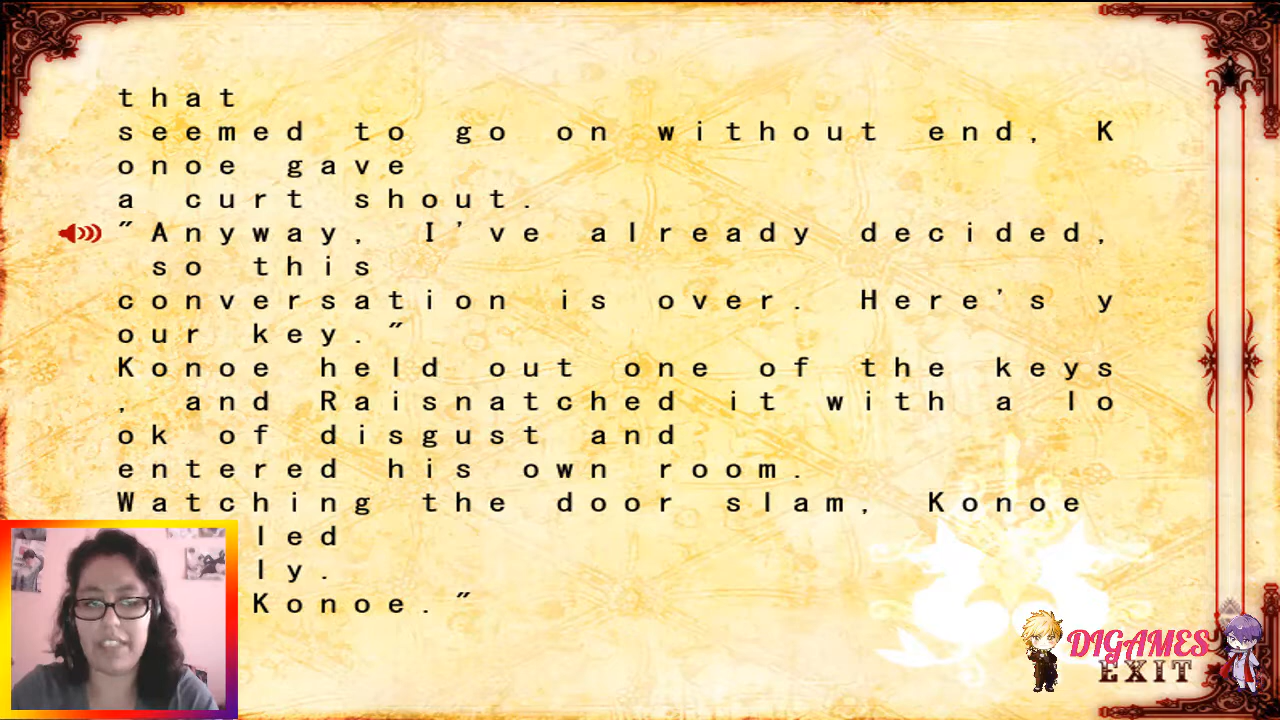 that
seemed to go on without end, K
onoe gave
a curt shout.
"Anyway, I've already decided,
so this
conversation is over. Here's y
our key."
Konoe held out one of the keys
, and Raisnatched it with a lo
ok of disgust and
entered his own room.
Watching the door slam, Konoe
led
ly.
Konoe."
DIGAMES
EXIT